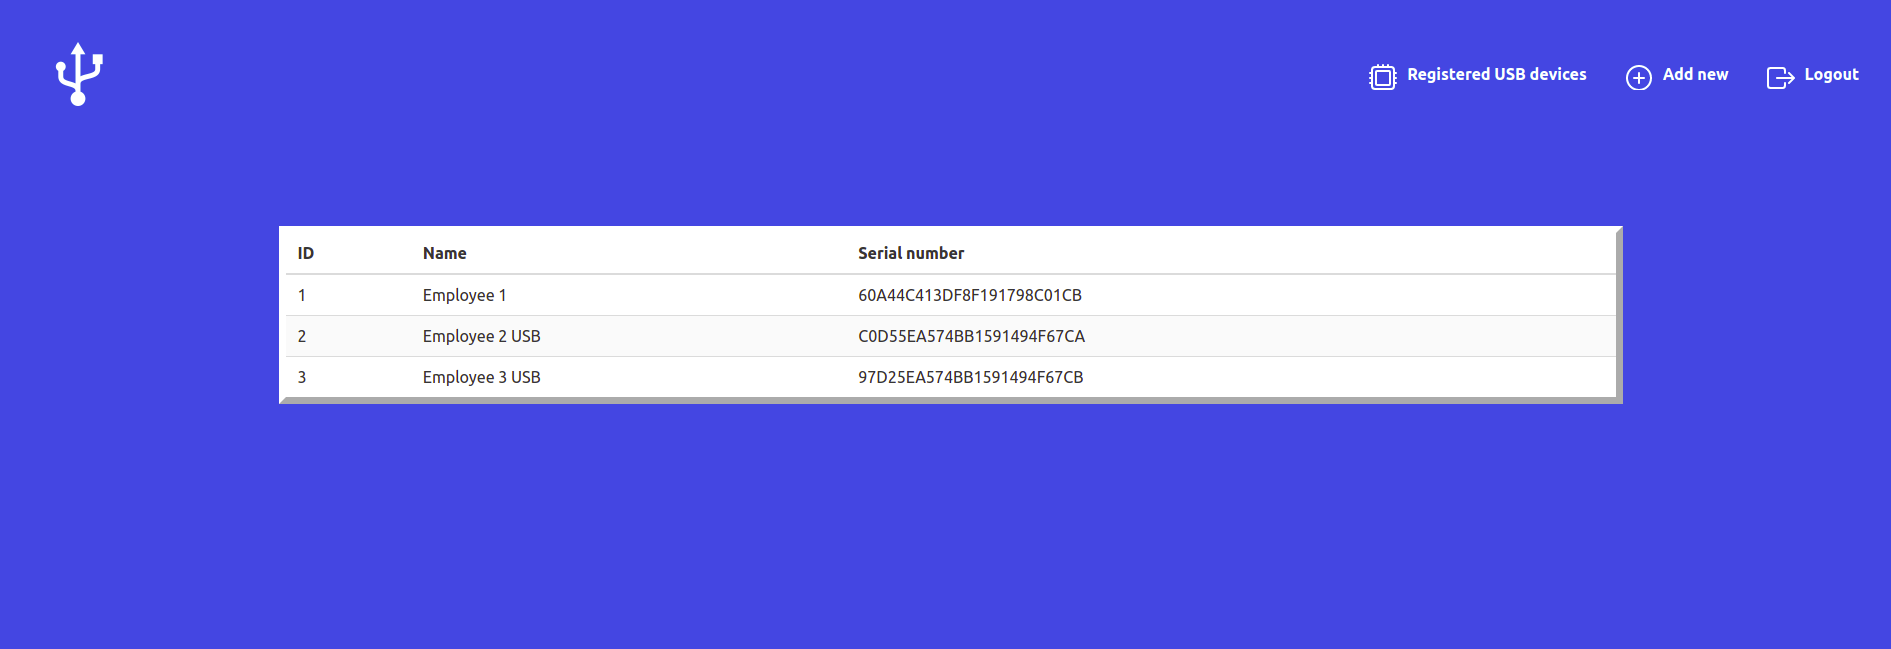 Registered USB devices Add new Logout
ID Name Serial number
1 Employee 1 60A44C413DF8F191798C01CB
2 Employee 2 USB C0D55EA574BB1591494F67CA
3 Employee 3 USB 97D25EA574BB1591494F67CB